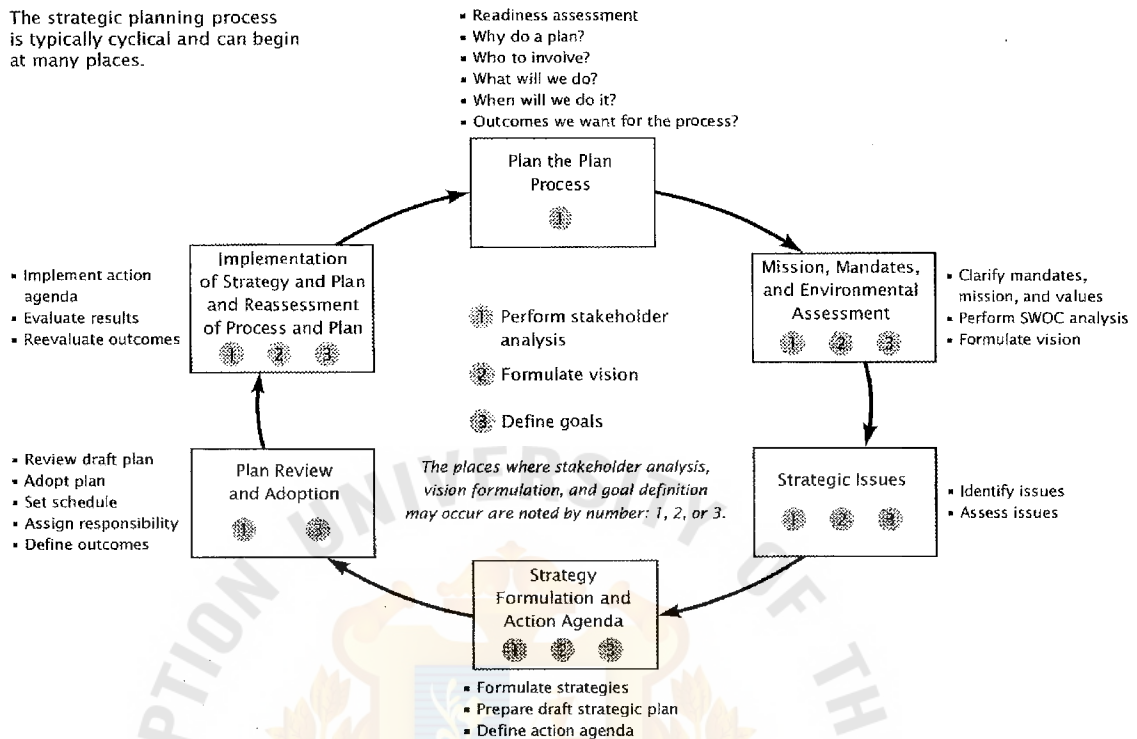 The strategic planning process
is typically cyclical and can begin
at many places.
▪ Readiness assessment
▪ Why do a plan?
▪ Who to involve?
▪ What will we do?
▪ When will we do it?
▪ Outcomes we want for the process?
Plan the Plan
Process
1
Mission, Mandates,
and Environmental
Assessment
1 2 3
▪ Clarify mandates,
mission, and values
▪ Perform SWOC analysis
▪ Formulate vision
Strategic Issues
1 2 3
▪ Identify issues
▪ Assess issues
Strategy
Formulation and
Action Agenda
1 2 3
▪ Formulate strategies
▪ Prepare draft strategic plan
▪ Define action agenda
Plan Review
and Adoption
1 3
▪ Review draft plan
▪ Adopt plan
▪ Set schedule
▪ Assign responsibility
▪ Define outcomes
Implementation
of Strategy and Plan
and Reassessment
of Process and Plan
1 2 3
▪ Implement action
agenda
▪ Evaluate results
▪ Reevaluate outcomes
1 Perform stakeholder
analysis
2 Formulate vision
3 Define goals
The places where stakeholder analysis,
vision formulation, and goal definition
may occur are noted by number: 1, 2, or 3.
PTION UNIVERSITY OF TH